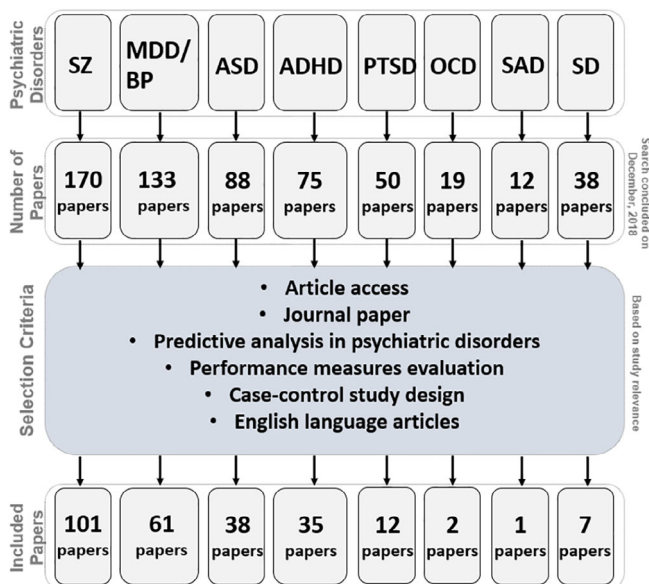 Psychiatric
Disorders
SZ
MDD/
BP
ASD
ADHD
PTSD
OCD
SAD
SD
Number of
Papers
170
papers
133
papers
88
papers
75
papers
50
papers
19
papers
12
papers
38
papers
Search concluded on
December, 2018
Selection Criteria
• Article access
• Journal paper
• Predictive analysis in psychiatric disorders
• Performance measures evaluation
• Case-control study design
• English language articles
Based on study relevance
Included
Papers
101
papers
61
papers
38
papers
35
papers
12
papers
2
papers
1
papers
7
papers